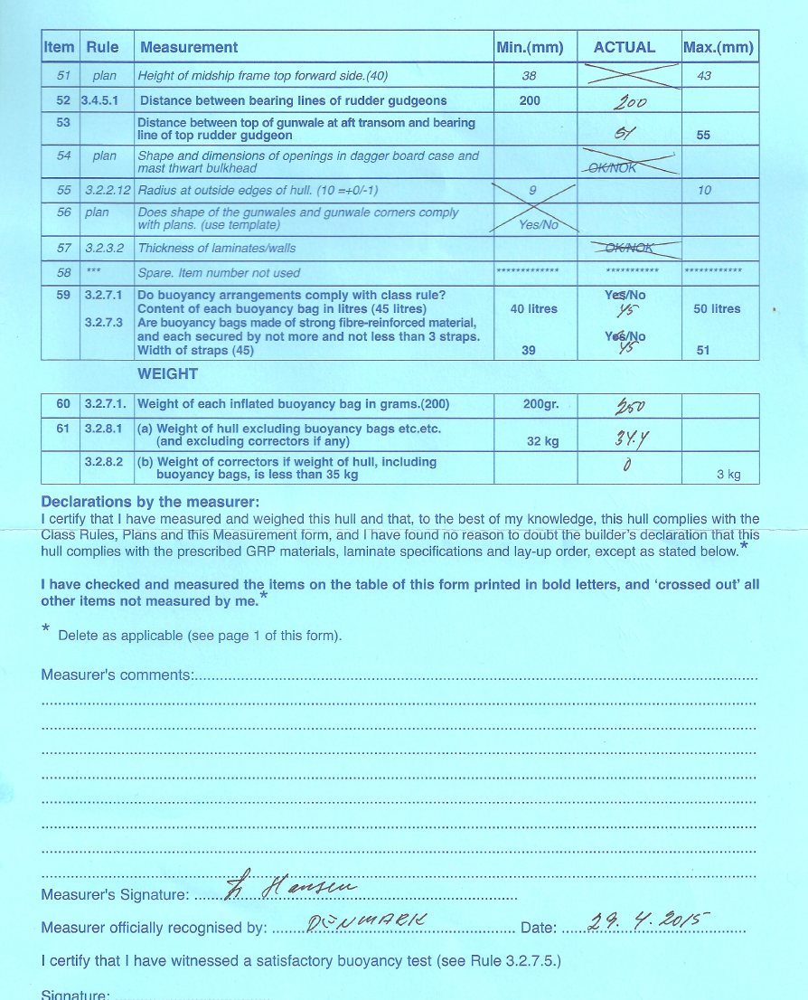 Item Rule Measurement Min.(mm) ACTUAL Max.(mm)
51 plan Height of midship frame top forward side.(40) 38 43
52 3.4.5.1 Distance between bearing lines of rudder gudgeons 200 200
53 Distance between top of gunwale at aft transom and bearing
line of top rudder gudgeon 55
54 plan Shape and dimensions of openings in dagger board case and
mast thwart bulkhead OK/NOK
55 3.2.2.12 Radius at outside edges of hull. (10 =+0/-1) 9 10
56 plan Does shape of the gunwales and gunwale corners comply
with plans. (use template) Yes/No
57 3.2.3.2 Thickness of laminates/walls OK/NOK
58 *** Spare. Item number not used ************ *********** ************
59 3.2.7.1 Do buoyancy arrangements comply with class rule? Yes/No
Content of each buoyancy bag in litres (45 litres) 40 litres 45 50 litres
3.2.7.3 Are buoyancy bags made of strong fibre-reinforced material,
and each secured by not more and not less than 3 straps. Yes/No
Width of straps (45) 39 45 51
WEIGHT
60 3.2.7.1. Weight of each inflated buoyancy bag in grams.(200) 200gr. 250
61 3.2.8.1 (a) Weight of hull excluding buoyancy bags etc.etc.
(and excluding correctors if any) 32 kg 34.4
3.2.8.2 (b) Weight of correctors if weight of hull, including 0
buoyancy bags, is less than 35 kg 3 kg
Declarations by the measurer:
I certify that I have measured and weighed this hull and that, to the best of my knowledge, this hull complies with the
Class Rules, Plans and this Measurement form, and I have found no reason to doubt the builder's declaration that this
hull complies with the prescribed GRP materials, laminate specifications and lay-up order, except as stated below.*
I have checked and measured the items on the table of this form printed in bold letters, and 'crossed out' all
other items not measured by me.*
* Delete as applicable (see page 1 of this form).
Measurer's comments:
Measurer's Signature: Hansen
Measurer officially recognised by: DENMARK Date: 29. 4. 2015
I certify that I have witnessed a satisfactory buoyancy test (see Rule 3.2.7.5.)
Signature: